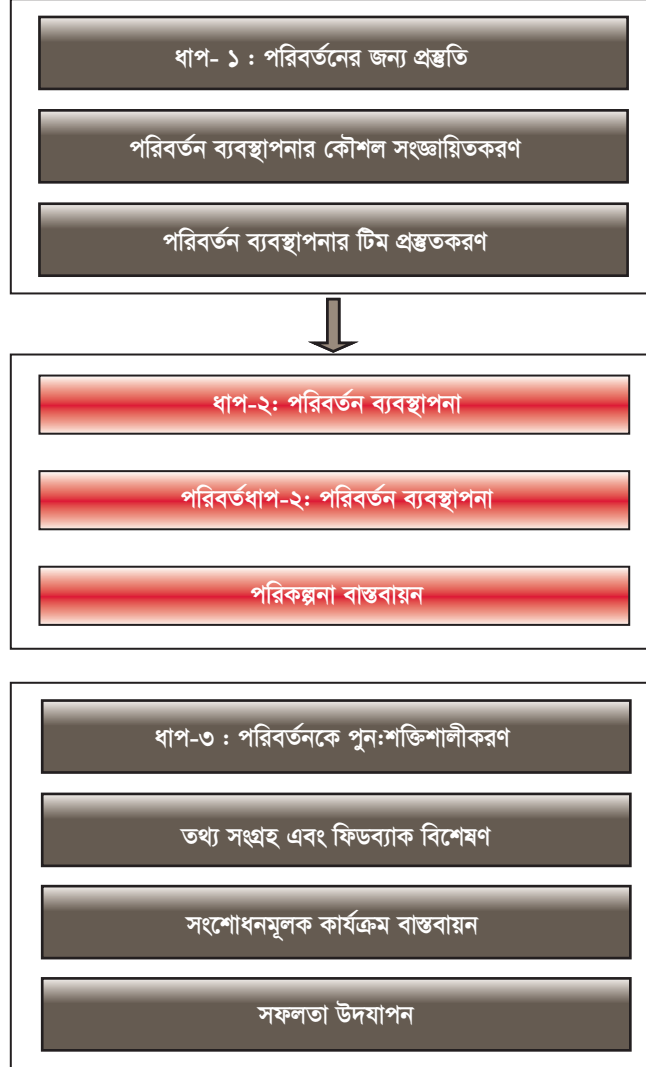 ধাপ- ১ : পরিবর্তনের জন্য প্রস্তুতি
পরিবর্তন ব্যবস্থাপনার কৌশল সংজ্ঞায়িতকরণ
পরিবর্তন ব্যবস্থাপনার টিম প্রস্তুতকরণ
ধাপ-২: পরিবর্তন ব্যবস্থাপনা
পরিবর্তধাপ-২: পরিবর্তন ব্যবস্থাপনা
পরিকল্পনা বাস্তবায়ন
ধাপ-৩ : পরিবর্তনকে পুন:শক্তিশালীকরণ
তথ্য সংগ্রহ এবং ফিডব্যাক বিশেষণ
সংশোধনমূলক কার্যক্রম বাস্তবায়ন
সফলতা উদযাপন